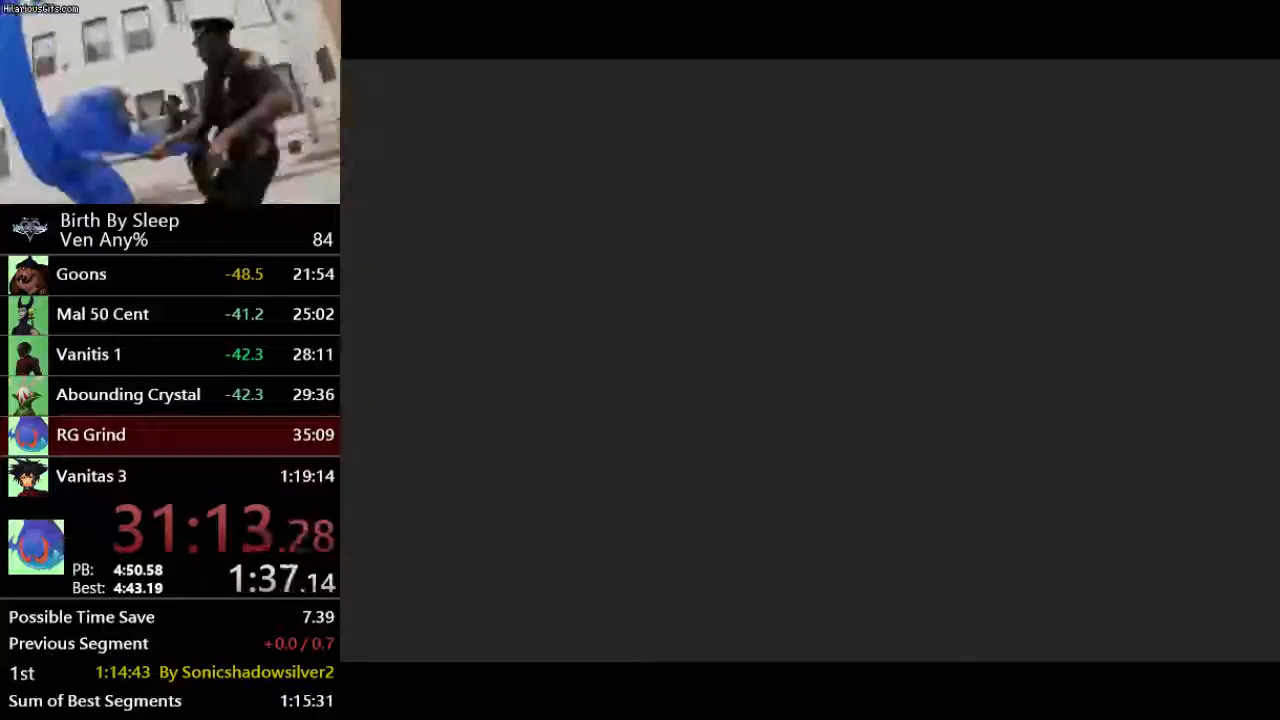 HilariousGifs.com
Birth By Sleep
Ven Any% 84
Goons -48.5 21:54
Mal 50 Cent -41.2 25:02
Vanitis 1 -42.3 28:11
Abounding Crystal -42.3 29:36
RG Grind 35:09
Vanitas 3 1:19:14
31:13.28
PB: 4:50.58
Best: 4:43.19
1:37.14
Possible Time Save 7.39
Previous Segment +0.0 / 0.7
1st 1:14:43 By Sonicshadowsilver2
Sum of Best Segments 1:15:31